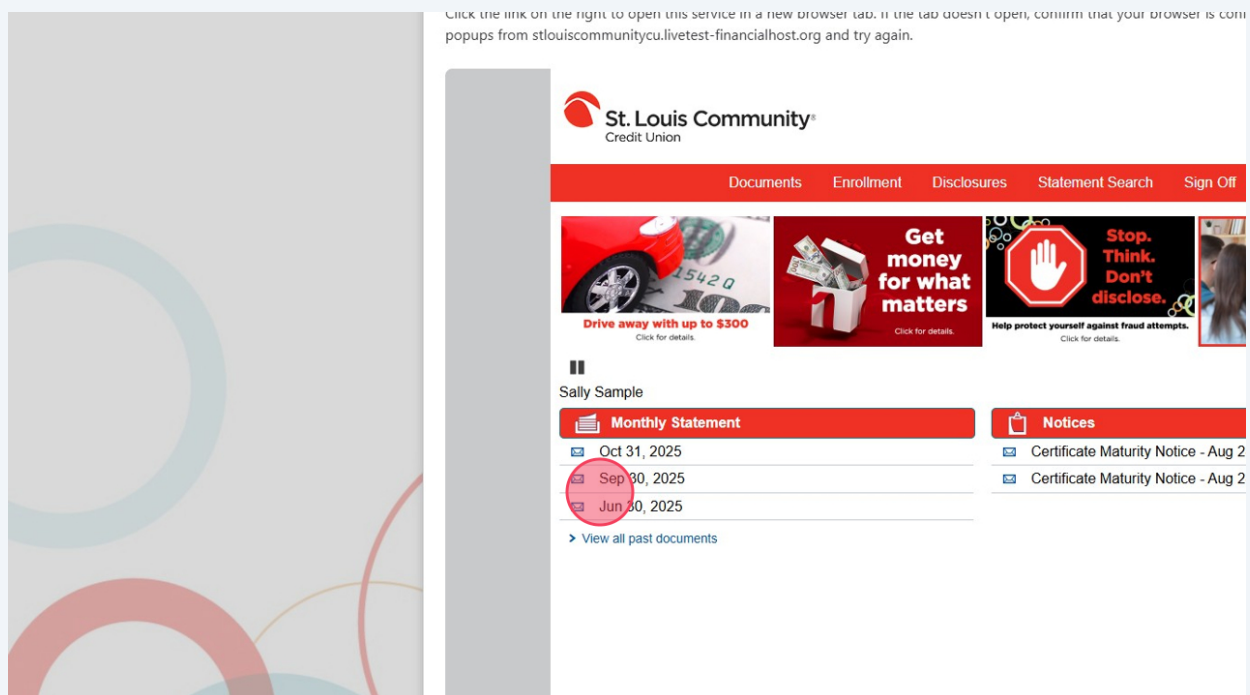 Click the link on the right to open this service in a new browser tab. If the tab doesn't open, confirm that your browser is
popups from stlouiscommunitycu.livetest-financialhost.org and try again.
St. Louis Community®
Credit Union
Documents Enrollment Disclosures Statement Search Sign Off
1542 Q
100
Drive away with up to $300
Click for details.
Get
money
for what
matters
Click for details.
Stop.
Think.
Don't
disclose.
Help protect yourself against fraud attempts.
Click for details.
Sally Sample
Monthly Statement
Oct 31, 2025
Sep 30, 2025
Jun 30, 2025
View all past documents
Notices
Certificate Maturity Notice - Aug 2
Certificate Maturity Notice - Aug 2